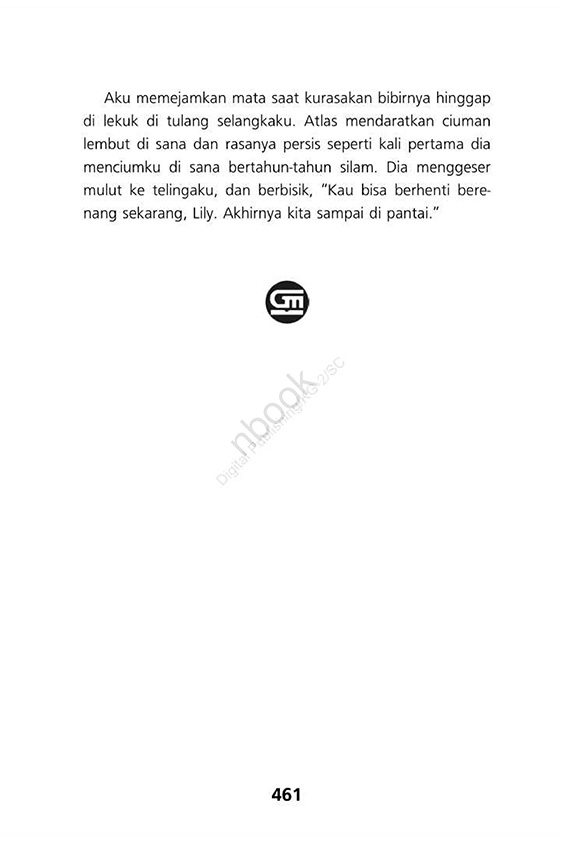 Aku memejamkan mata saat kurasakan bibirnya hinggap
di lekuk di tulang selangkaku. Atlas mendaratkan ciuman
lembut di sana dan rasanya persis seperti kali pertama dia
menciumku di sana bertahun-tahun silam. Dia menggeser
mulut ke telingaku, dan berbisik, “Kau bisa berhenti bere-
nang sekarang, Lily. Akhirnya kita sampai di pantai.”
nbook
Digital Publishing/KG-2/SC
461